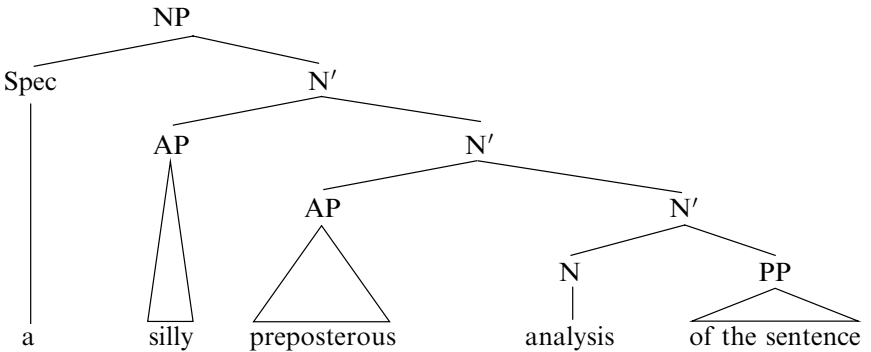 NP
Spec N′
AP N′
AP N′
N PP
a silly preposterous analysis of the sentence